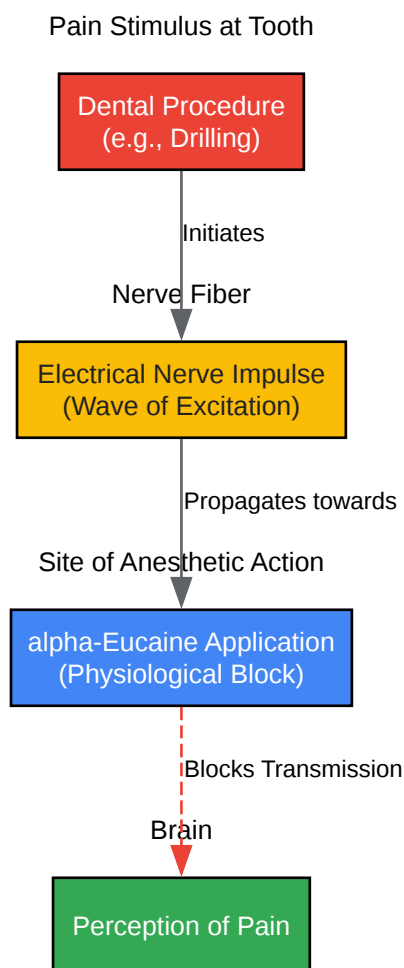 Pain Stimulus at Tooth
Dental Procedure
(e.g., Drilling)
Initiates
Nerve Fiber
Electrical Nerve Impulse
(Wave of Excitation)
Propagates towards
Site of Anesthetic Action
alpha-Eucaine Application
(Physiological Block)
Blocks Transmission
Brain
Perception of Pain